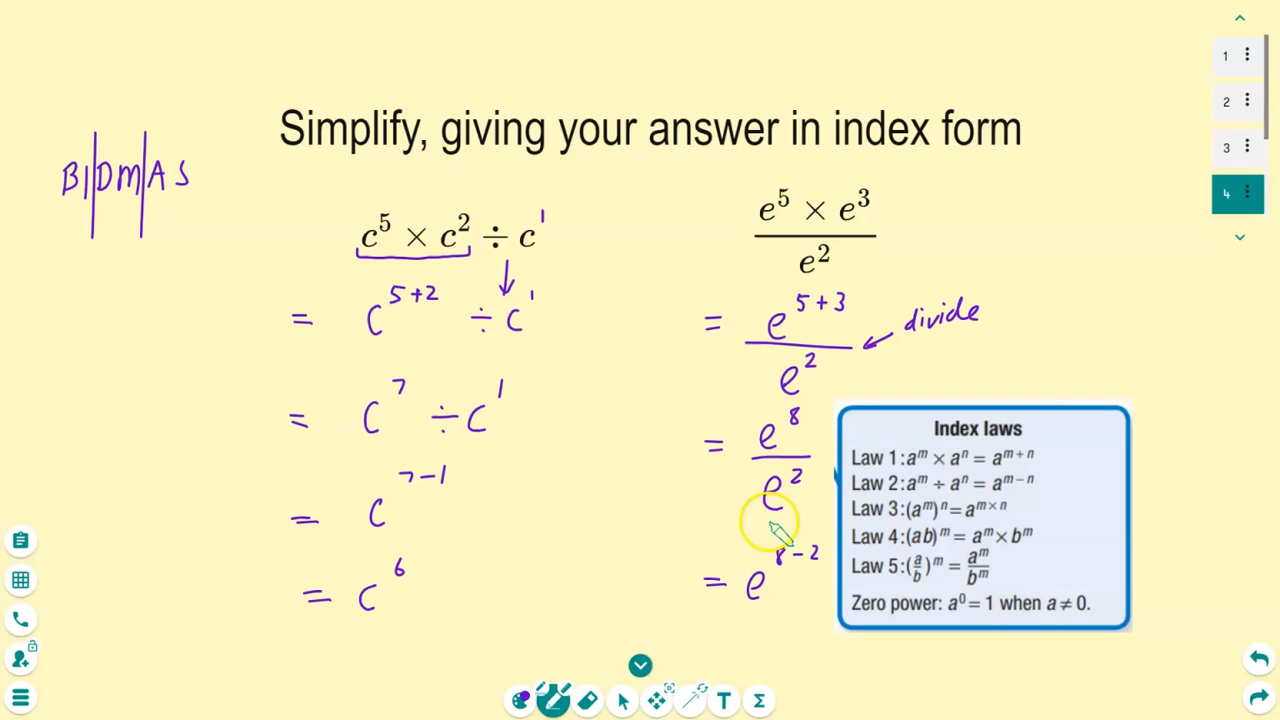 1
2
3
4
Simplify, giving your answer in index form
BIDMAS
c⁵ × c² ÷ c¹
= c⁵⁺² ÷ c¹
= c⁷ ÷ c¹
= c⁷⁻¹
= c⁶
e⁵ × e³
e²
= e⁵⁺³
e²
divide
= e⁸
e²
= e⁸⁻²
Index laws
Law 1: aᵐ × aⁿ = aᵐ⁺ⁿ
Law 2: aᵐ ÷ aⁿ = aᵐ⁻ⁿ
Law 3: (aᵐ)ⁿ = aᵐˣⁿ
Law 4: (ab)ᵐ = aᵐ × bᵐ
Law 5: (a/b)ᵐ = aᵐ/bᵐ
Zero power: a⁰ = 1 when a ≠ 0.
T Σ